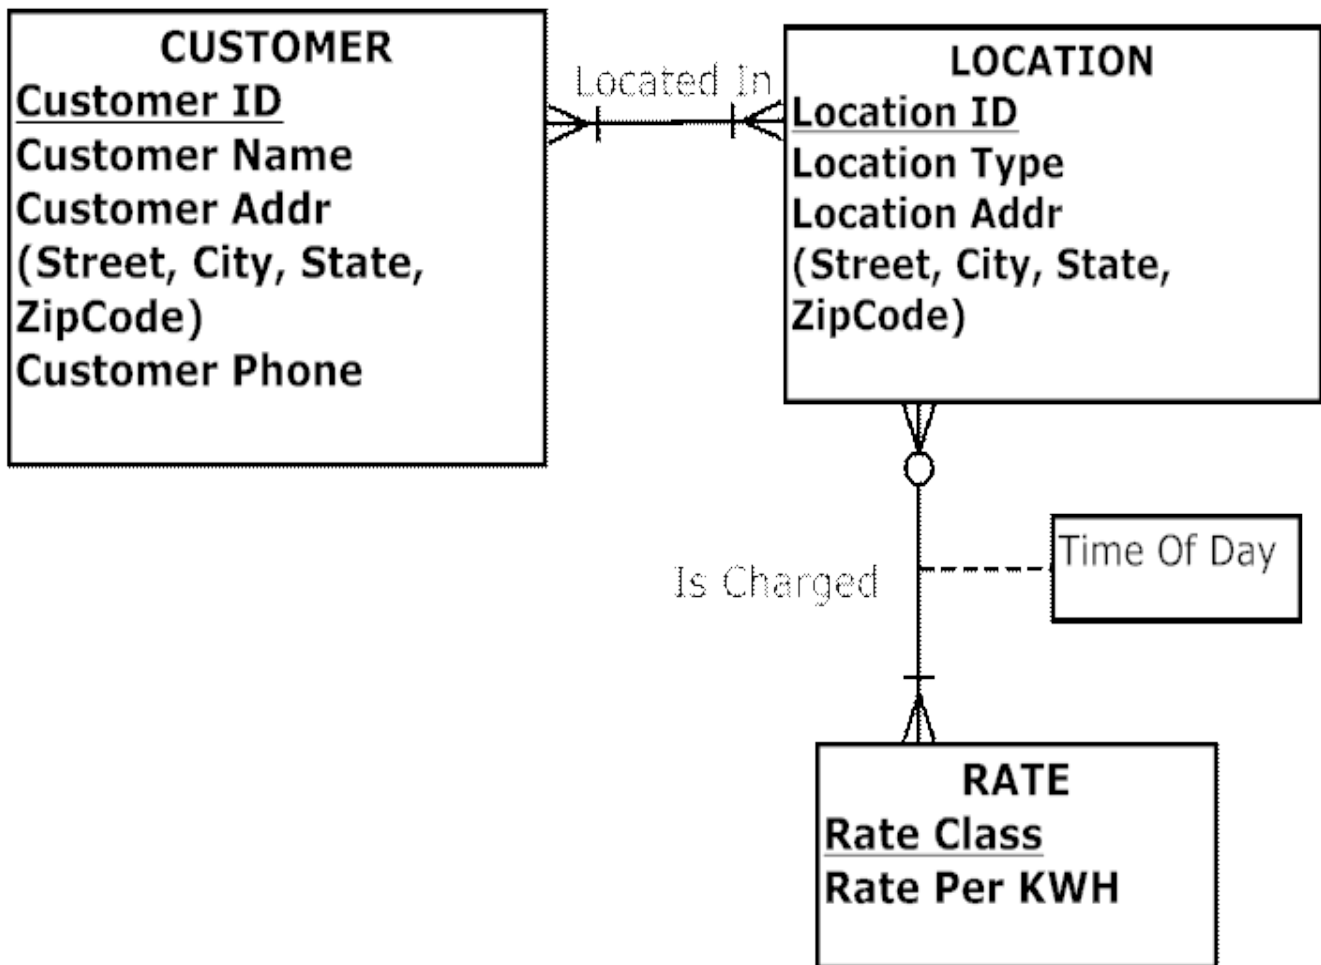 CUSTOMER
Customer ID
Customer Name
Customer Addr
(Street, City, State,
ZipCode)
Customer Phone
Located In
LOCATION
Location ID
Location Type
Location Addr
(Street, City, State,
ZipCode)
Is Charged
Time Of Day
RATE
Rate Class
Rate Per KWH